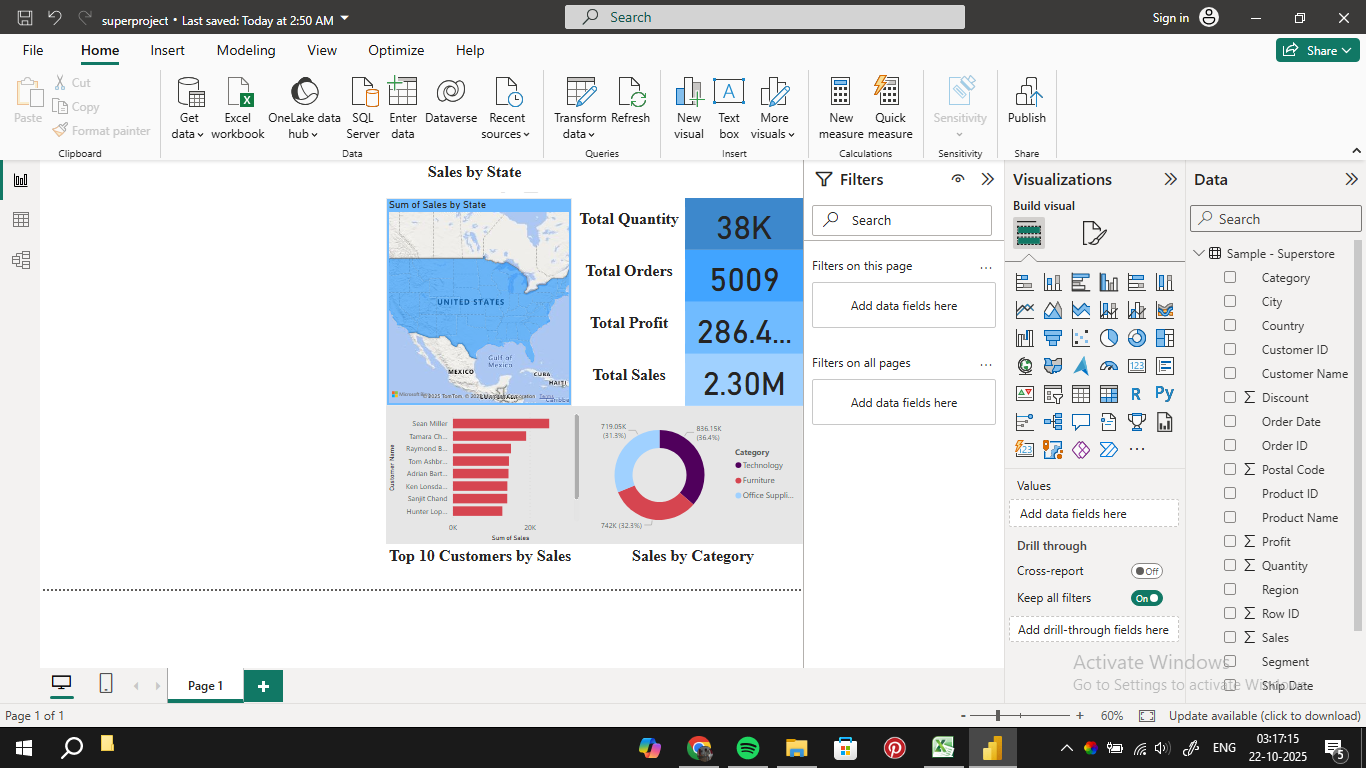 superproject • Last saved: Today at 2:50 AM
Search
Sign in
File
Home
Insert
Modeling
View
Optimize
Help
Share
Paste
Cut
Copy
Format painter
Clipboard
Get data
Excel workbook
OneLake data hub
SQL Server
Enter data
Dataverse
Recent sources
Data
Transform data
Refresh
Queries
New visual
Text box
More visuals
Insert
New measure
Quick measure
Calculations
Sensitivity
Sensitivity
Publish
Share
Sales by State
Sum of Sales by State
UNITED STATES
MEXICO
Gulf of
Mexico
CUBA
HAITI
Total Quantity
38K
Total Orders
5009
Total Profit
286.4...
Total Sales
2.30M
Customer Name
Sean Miller
Tamara Ch...
Raymond B...
Tom Ashbr...
Adrian Bart...
Ken Lonsda...
Sanjit Chand
Hunter Lop...
0K
20K
Sum of Sales
719.05K
(31.3%)
836.15K
(36.4%)
742K (32.3%)
Category
Technology
Furniture
Office Suppli...
Top 10 Customers by Sales
Sales by Category
Filters
Search
Filters on this page
...
Add data fields here
Filters on all pages
...
Add data fields here
Visualizations
Build visual
123
R
Py
123
...
Values
Add data fields here
Drill through
Cross-report
Off
Keep all filters
On
Add drill-through fields here
Data
Search
Sample - Superstore
Category
City
Country
Customer ID
Customer Name
Σ Discount
Order Date
Order ID
Σ Postal Code
Product ID
Product Name
Σ Profit
Σ Quantity
Region
Σ Row ID
Σ Sales
Segment
Ship Date
Activate Windows
Go to Settings to activate Windows.
Page 1
Page 1 of 1
- +
60%
Update available (click to download)
ENG
03:17:15
22-10-2025
5